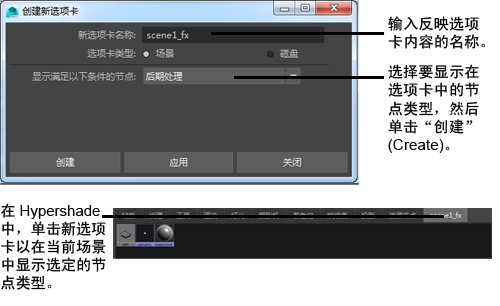 创建新选项卡
新选项卡名称: scene1_fx
选项卡类型: 场景 磁盘
显示满足以下条件的节点: 后期处理
创建 应用 关闭
输入反映选项
卡内容的名称。
选择要显示在
选项卡中的节
点类型，然后
单击“创建”
(Create)。
在 Hypershade
中，单击新选项
卡以在当前场景
中显示选定的节
点类型。
scene1_fx